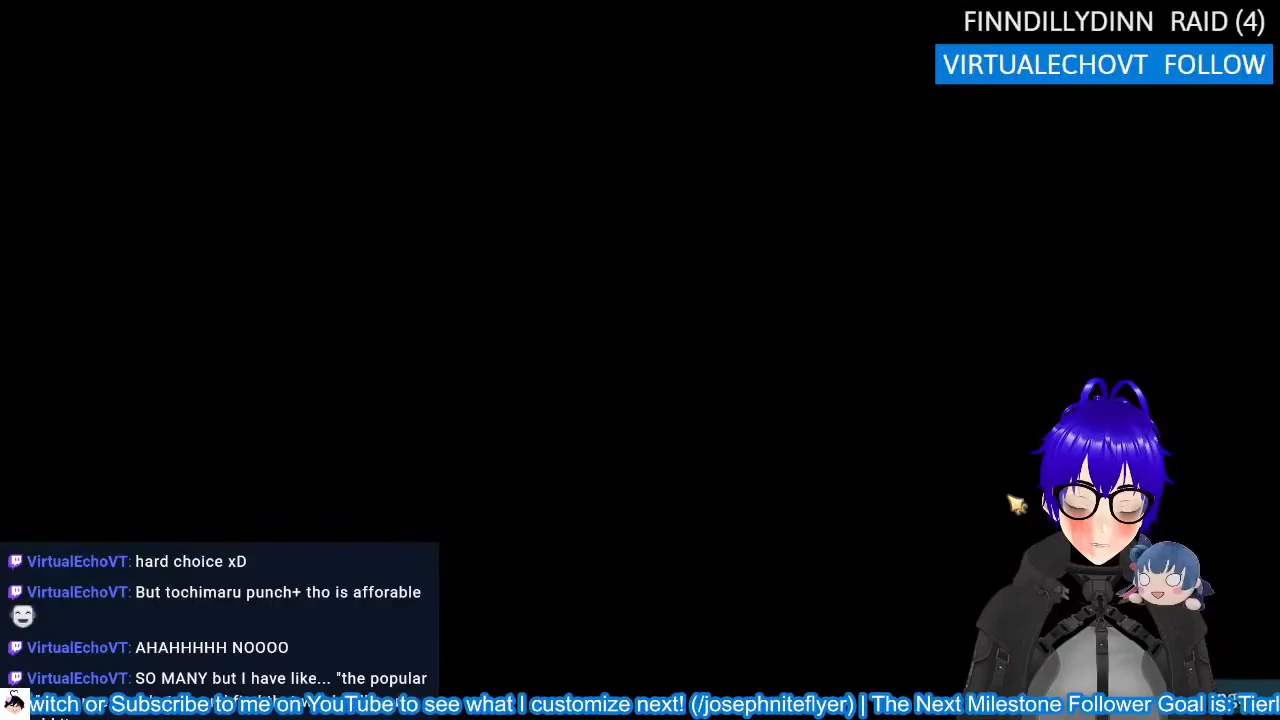 FINNDILLYDINN RAID (4)
VIRTUALECHOVT FOLLOW
VirtualEchoVT: hard choice xD
VirtualEchoVT: But tochimaru punch+ tho is afforable
VirtualEchoVT: AHAHHHHH NOOOO
VirtualEchoVT: SO MANY but I have like... "the popular
witch or Subscribe to me on YouTube to see what I customize next! (/josephniteflyer) | The Next Milestone Follower Goal is: Tierl